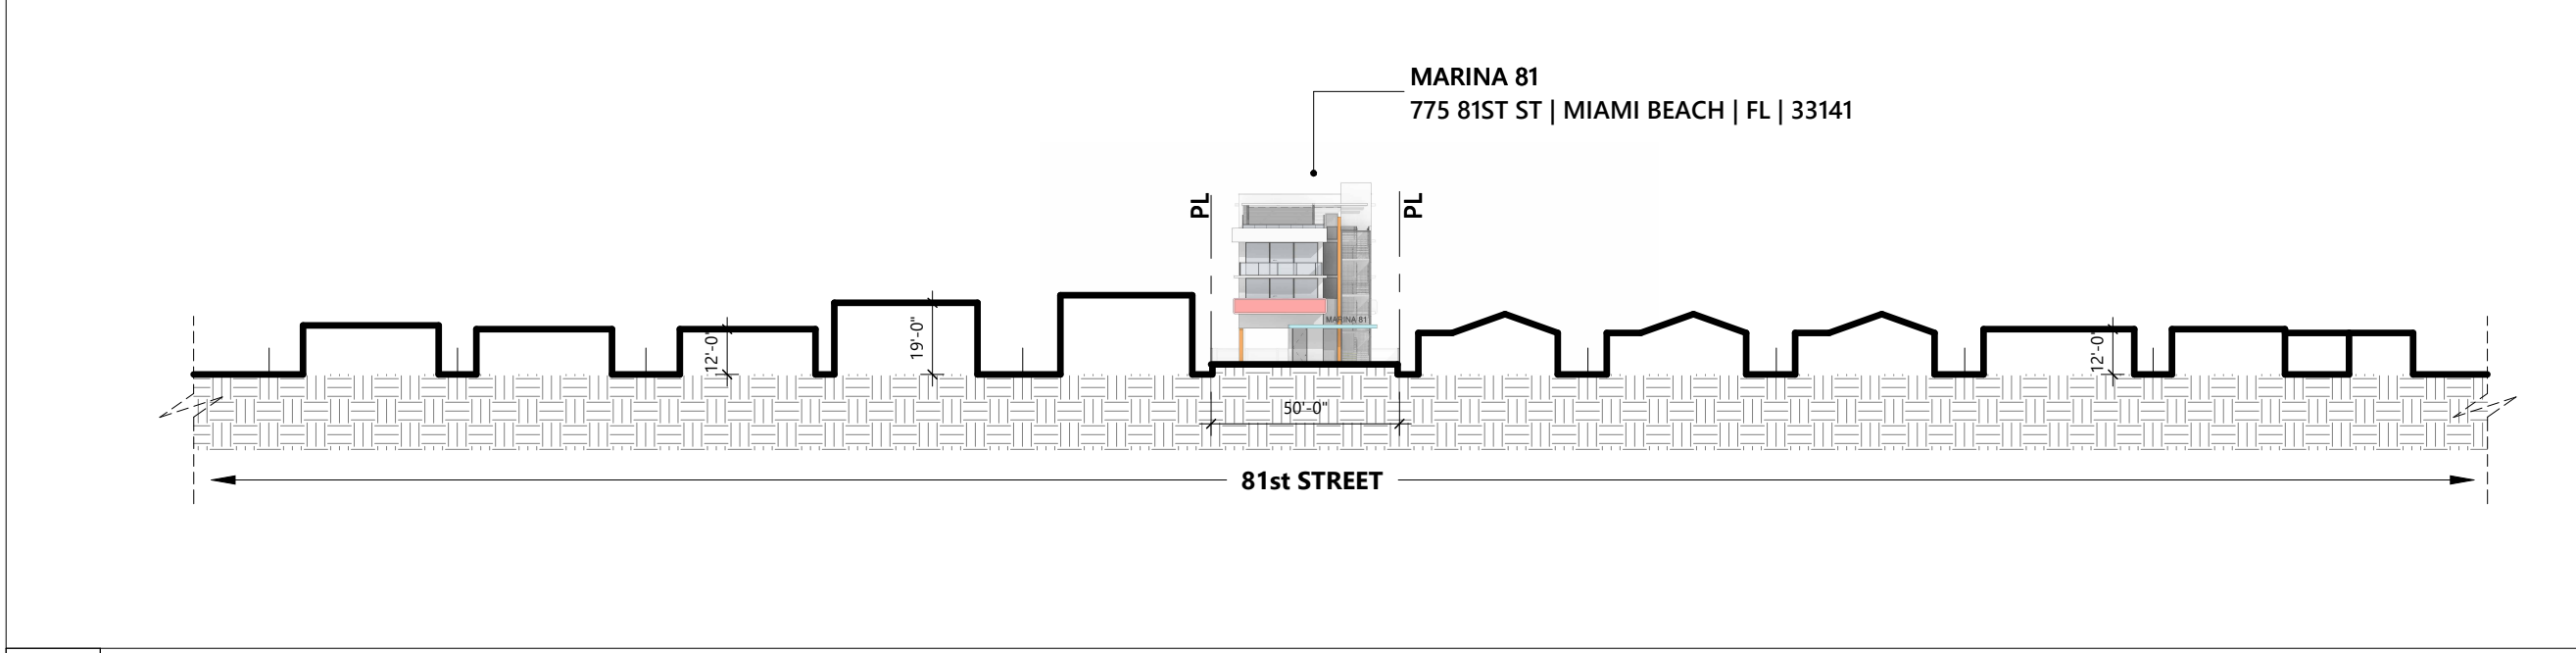 MARINA 81
775 81ST ST | MIAMI BEACH | FL | 33141
PL
PL
MARINA 81
12'-0"
19'-0"
12'-0"
50'-0"
81st STREET